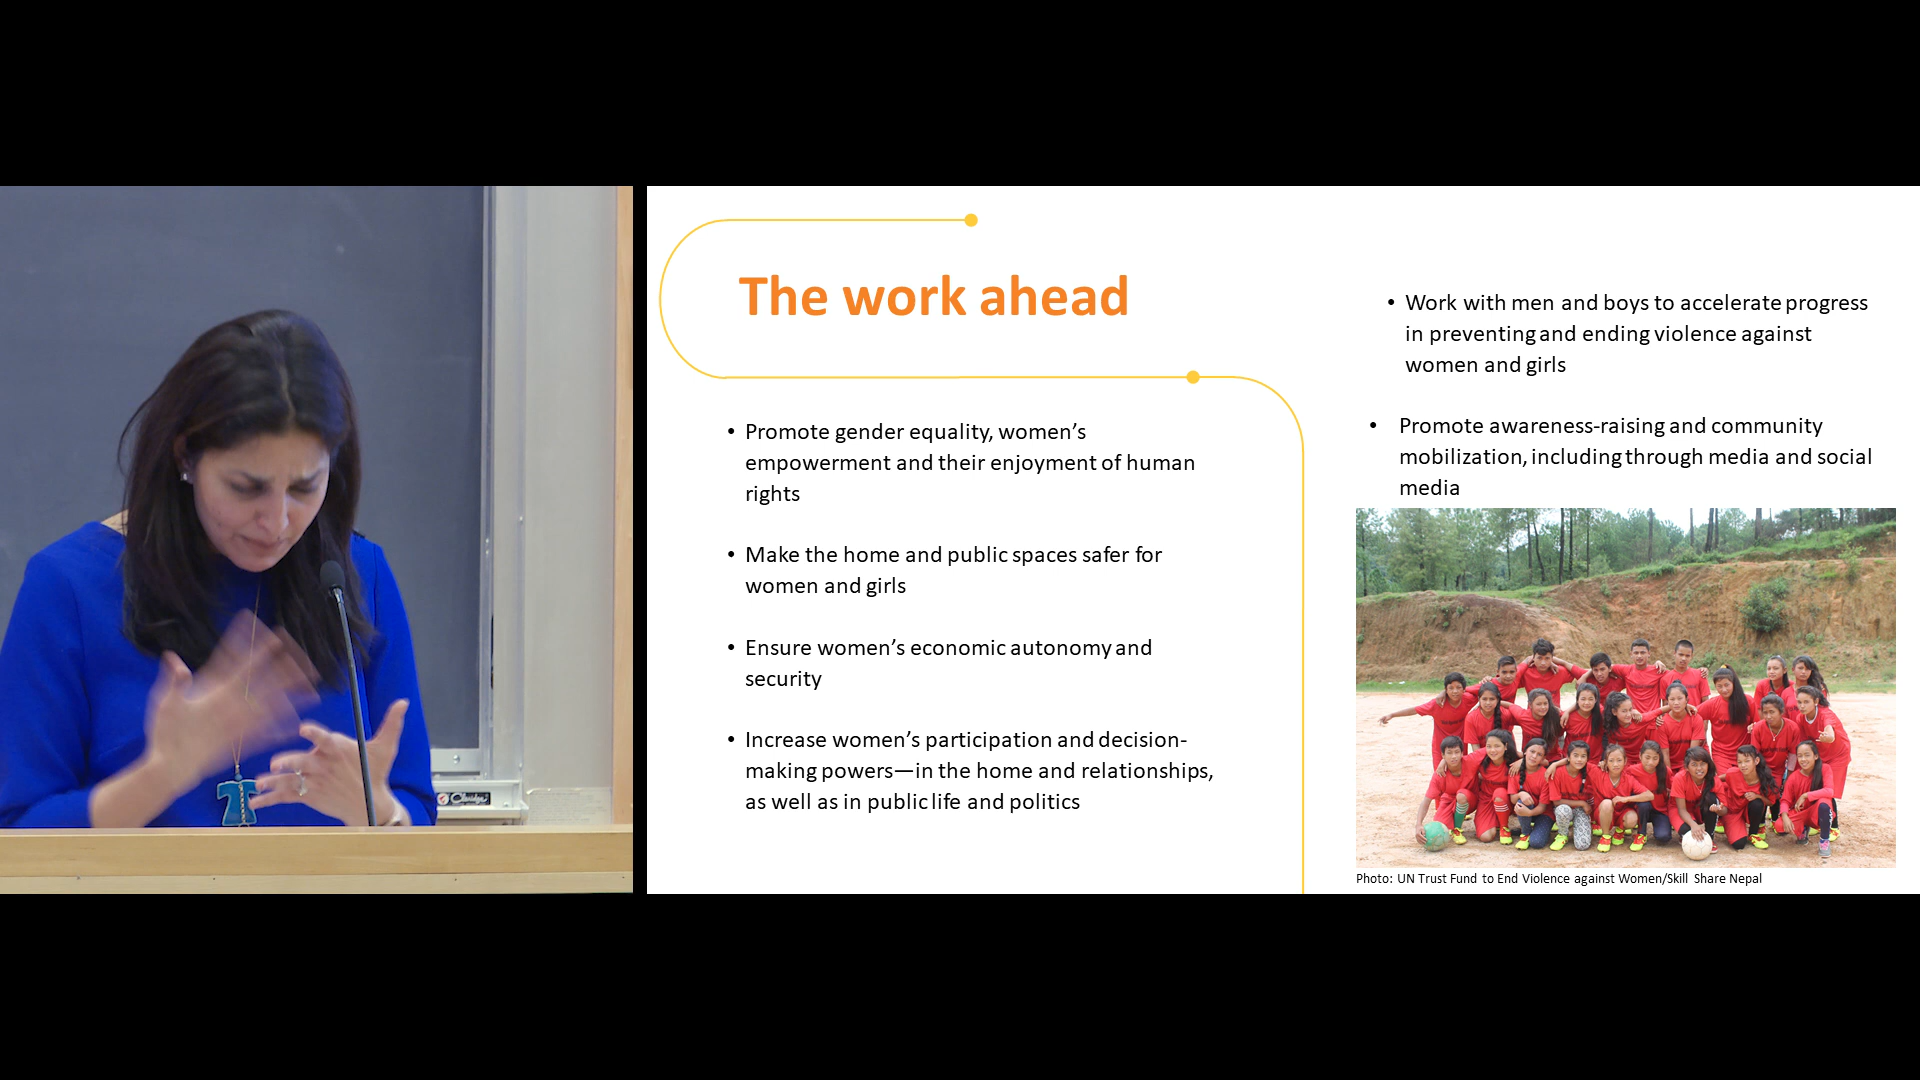 The work ahead
• Promote gender equality, women’s
empowerment and their enjoyment of human
rights
• Make the home and public spaces safer for
women and girls
• Ensure women’s economic autonomy and
security
• Increase women’s participation and decision-
making powers—in the home and relationships,
as well as in public life and politics
• Work with men and boys to accelerate progress
in preventing and ending violence against
women and girls
• Promote awareness-raising and community
mobilization, including through media and social
media
Photo: UN Trust Fund to End Violence against Women/Skill Share Nepal